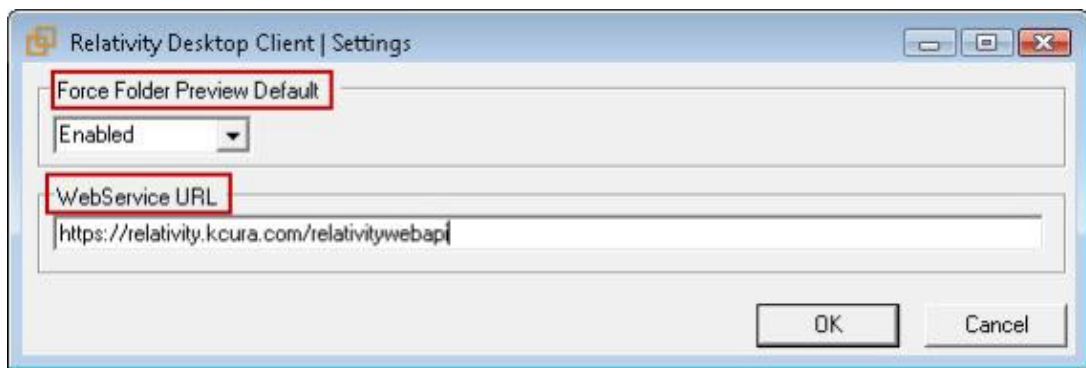 Relativity Desktop Client | Settings
Force Folder Preview Default
Enabled
WebService URL
https://relativity.kcura.com/relativitywebapi
OK Cancel